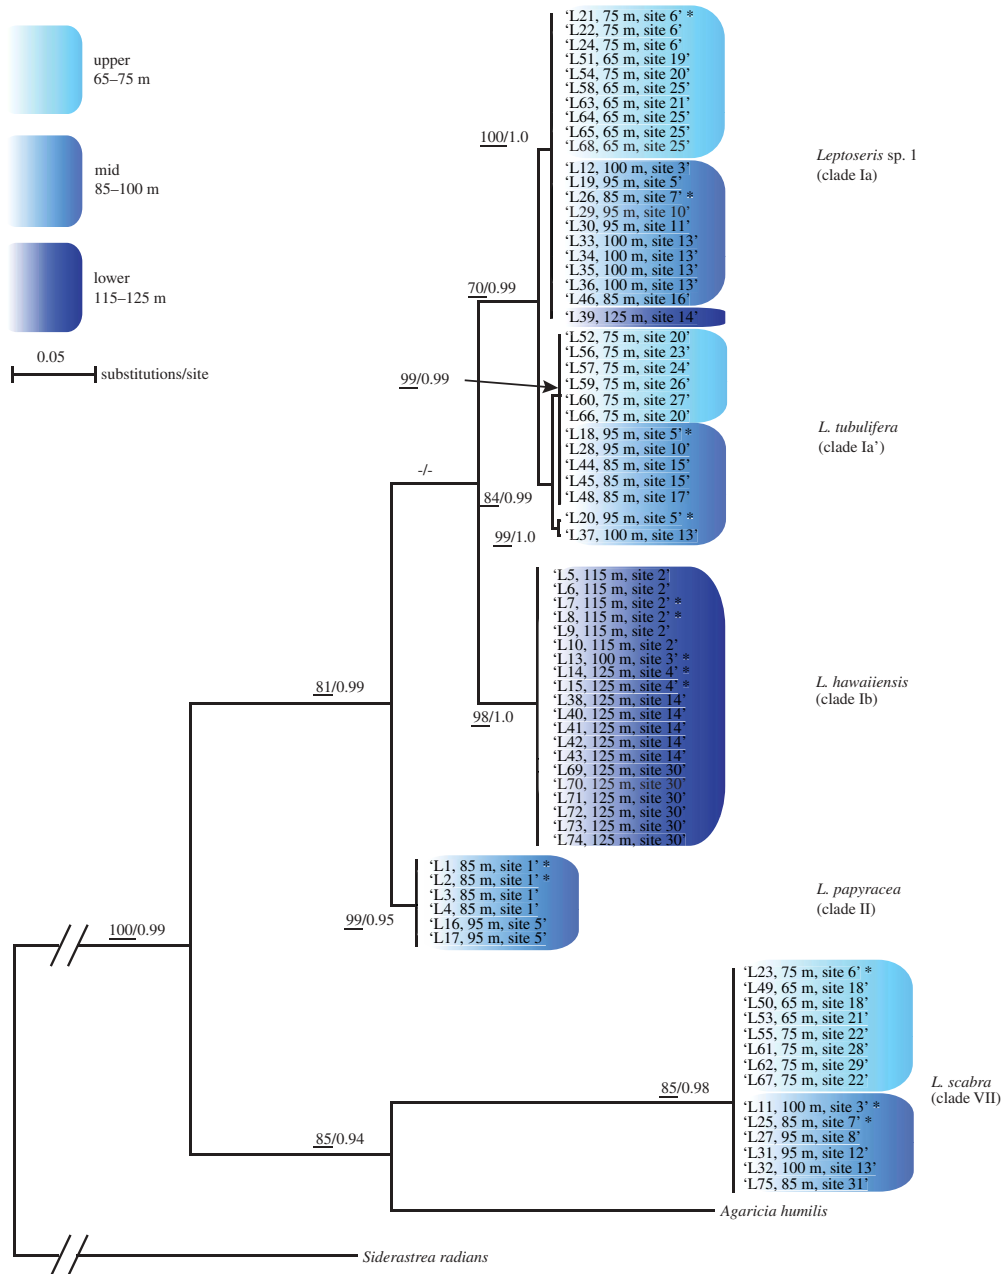 upper
65–75 m
mid
85–100 m
lower
115–125 m
0.05
substitutions/site
‘L21, 75 m, site 6’ *
‘L22, 75 m, site 6’
‘L24, 75 m, site 6’
‘L51, 65 m, site 19’
‘L54, 75 m, site 20’
‘L58, 65 m, site 25’
‘L63, 65 m, site 21’
‘L64, 65 m, site 25’
‘L65, 65 m, site 25’
‘L68, 65 m, site 25’
100/1.0
Leptoseris sp. 1
(clade Ia)
‘L12, 100 m, site 3’
‘L19, 95 m, site 5’
‘L26, 85 m, site 7’ *
‘L29, 95 m, site 10’
‘L30, 95 m, site 11’
‘L33, 100 m, site 13’
‘L34, 100 m, site 13’
‘L35, 100 m, site 13’
‘L36, 100 m, site 13’
‘L46, 85 m, site 16’
70/0.99
‘L39, 125 m, site 14’
‘L52, 75 m, site 20’
‘L56, 75 m, site 23’
‘L57, 75 m, site 24’
‘L59, 75 m, site 26’
‘L60, 75 m, site 27’
‘L66, 75 m, site 20’
99/0.99
L. tubulifera
(clade Ia’)
‘L18, 95 m, site 5’ *
‘L28, 95 m, site 10’
‘L44, 85 m, site 15’
‘L45, 85 m, site 15’
‘L48, 85 m, site 17’
-/-
84/0.99
‘L20, 95 m, site 5’ *
‘L37, 100 m, site 13’
99/1.0
‘L5, 115 m, site 2’
‘L6, 115 m, site 2’
‘L7, 115 m, site 2’ *
‘L8, 115 m, site 2’ *
‘L9, 115 m, site 2’
‘L10, 115 m, site 2’
‘L13, 100 m, site 3’ *
‘L14, 125 m, site 4’ *
‘L15, 125 m, site 4’ *
‘L38, 125 m, site 14’
‘L40, 125 m, site 14’
‘L41, 125 m, site 14’
‘L42, 125 m, site 14’
‘L43, 125 m, site 14’
‘L69, 125 m, site 30’
‘L70, 125 m, site 30’
‘L71, 125 m, site 30’
‘L72, 125 m, site 30’
‘L73, 125 m, site 30’
‘L74, 125 m, site 30’
L. hawaiiensis
(clade Ib)
81/0.99
98/1.0
‘L1, 85 m, site 1’ *
‘L2, 85 m, site 1’ *
‘L3, 85 m, site 1’
‘L4, 85 m, site 1’
‘L16, 95 m, site 5’
‘L17, 95 m, site 5’
L. papyracea
(clade II)
99/0.95
100/0.99
‘L23, 75 m, site 6’ *
‘L49, 65 m, site 18’
‘L50, 65 m, site 18’
‘L53, 65 m, site 21’
‘L55, 75 m, site 22’
‘L61, 75 m, site 28’
‘L62, 75 m, site 29’
‘L67, 75 m, site 22’
85/0.98
L. scabra
(clade VII)
‘L11, 100 m, site 3’ *
‘L25, 85 m, site 7’ *
‘L27, 95 m, site 8’
‘L31, 95 m, site 12’
‘L32, 100 m, site 13’
‘L75, 85 m, site 31’
85/0.94
Agaricia humilis
Siderastrea radians